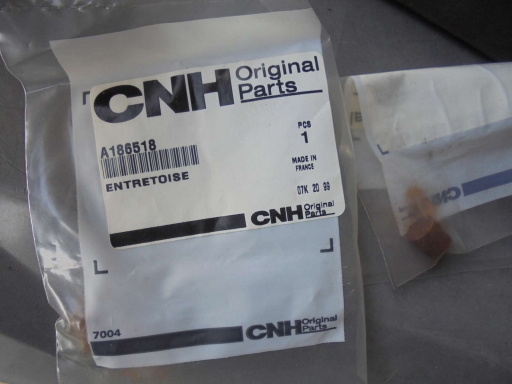 CNH Original Parts
A186518
PCS
1
ENTRETOISE
MADE IN
FRANCE
07K 20 99
CNH Original Parts
7004
CNH Original Parts